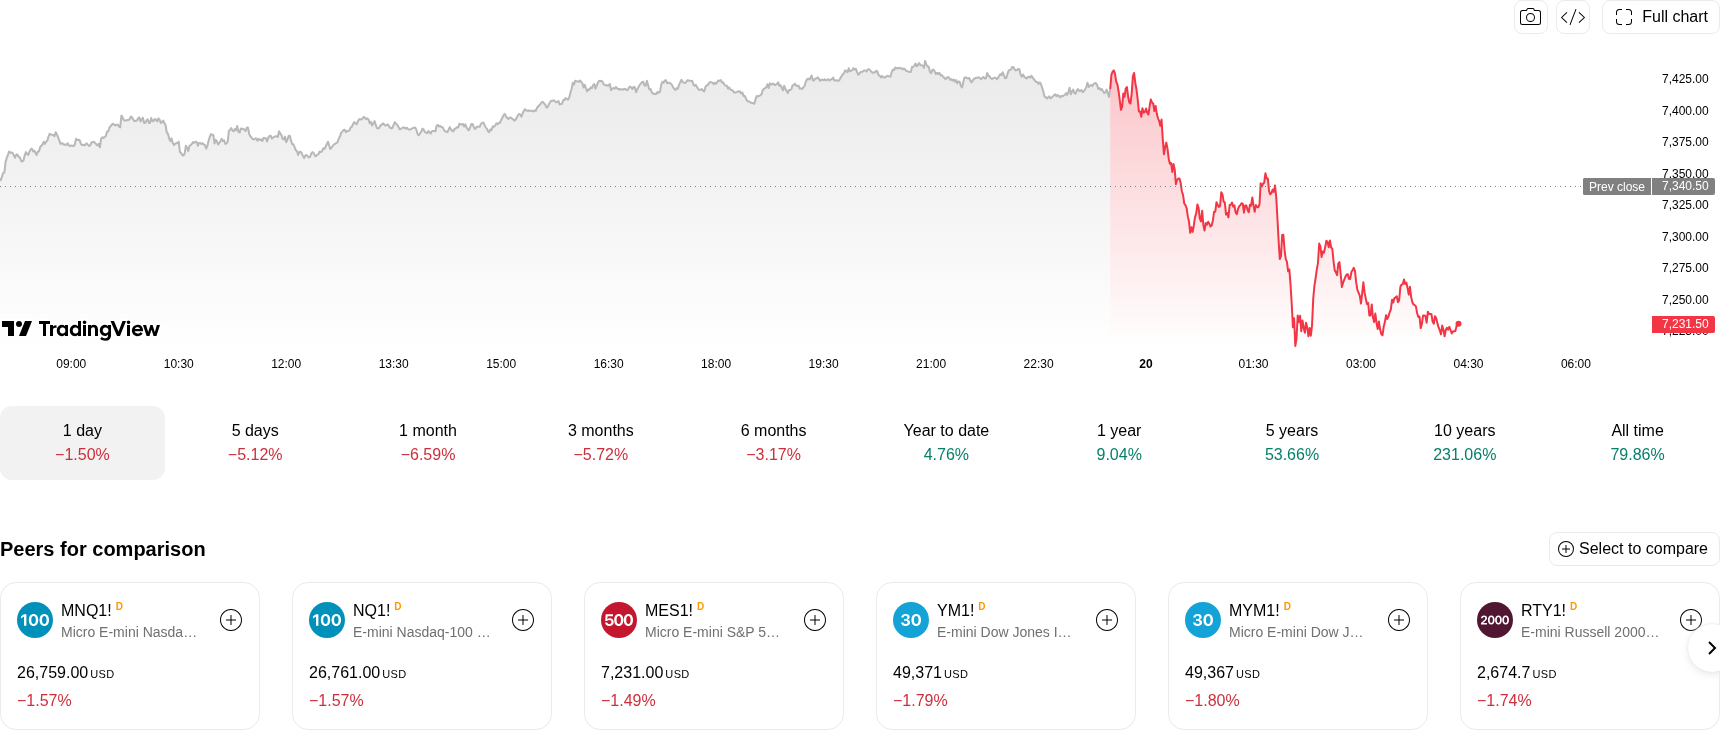 Full chart
7,425.00
7,400.00
7,375.00
7,350.00
Prev close 7,340.50
7,325.00
7,300.00
7,275.00
7,250.00
7,231.50
TradingView
09:00 10:30 12:00 13:30 15:00 16:30 18:00 19:30 21:00 22:30 20 01:30 03:00 04:30 06:00
1 day 5 days 1 month 3 months 6 months Year to date 1 year 5 years 10 years All time
−1.50% −5.12% −6.59% −5.72% −3.17% 4.76% 9.04% 53.66% 231.06% 79.86%
Peers for comparison
Select to compare
100 MNQ1! D
Micro E-mini Nasda…
26,759.00 USD
−1.57%
100 NQ1! D
E-mini Nasdaq-100 …
26,761.00 USD
−1.57%
500 MES1! D
Micro E-mini S&P 5…
7,231.00 USD
−1.49%
30 YM1! D
E-mini Dow Jones I…
49,371 USD
−1.79%
30 MYM1! D
Micro E-mini Dow J…
49,367 USD
−1.80%
2000 RTY1! D
E-mini Russell 2000…
2,674.7 USD
−1.74%